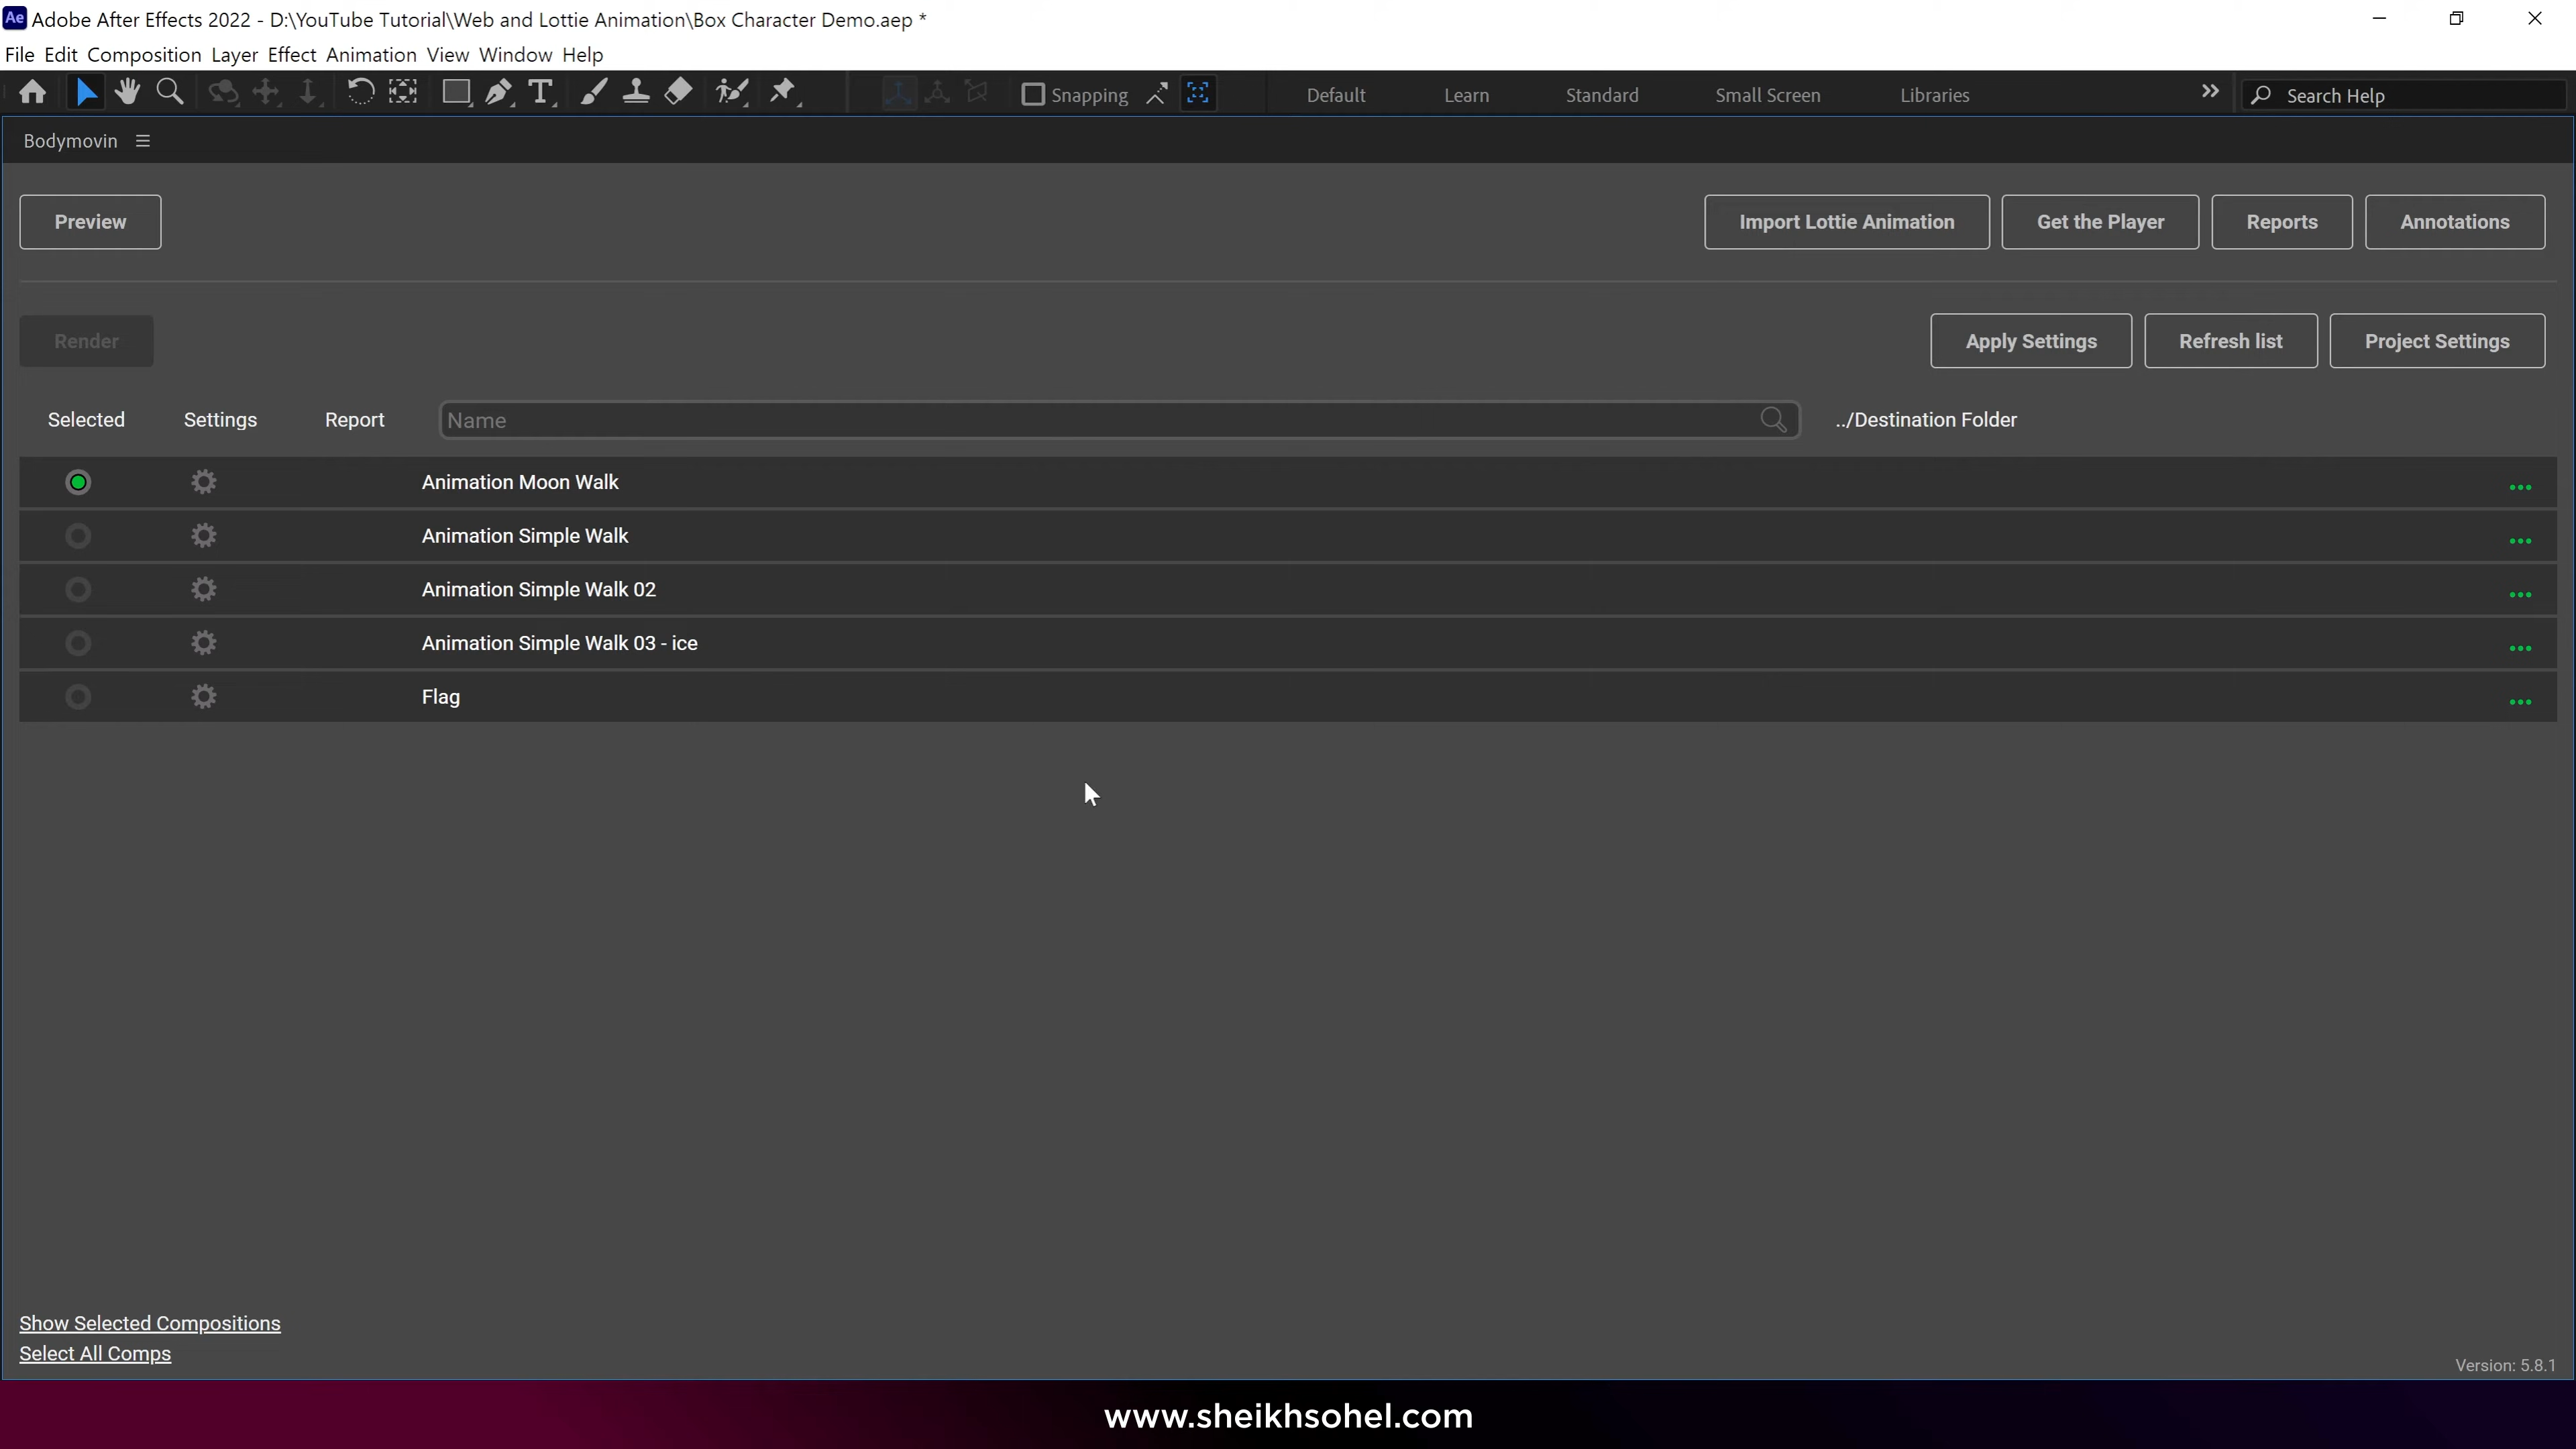 Ae Adobe After Effects 2022 - D:\YouTube Tutorial\Web and Lottie Animation\Box Character Demo.aep *
File Edit Composition Layer Effect Animation View Window Help
T Snapping Default Learn Standard Small Screen Libraries Search Help
Bodymovin
Preview Import Lottie Animation Get the Player Reports Annotations
Render Apply Settings Refresh list Project Settings
Selected Settings Report Name ../Destination Folder
Animation Moon Walk ...
Animation Simple Walk ...
Animation Simple Walk 02 ...
Animation Simple Walk 03 - ice ...
Flag ...
Show Selected Compositions
Select All Comps
Version: 5.8.1
www.sheikhsohel.com